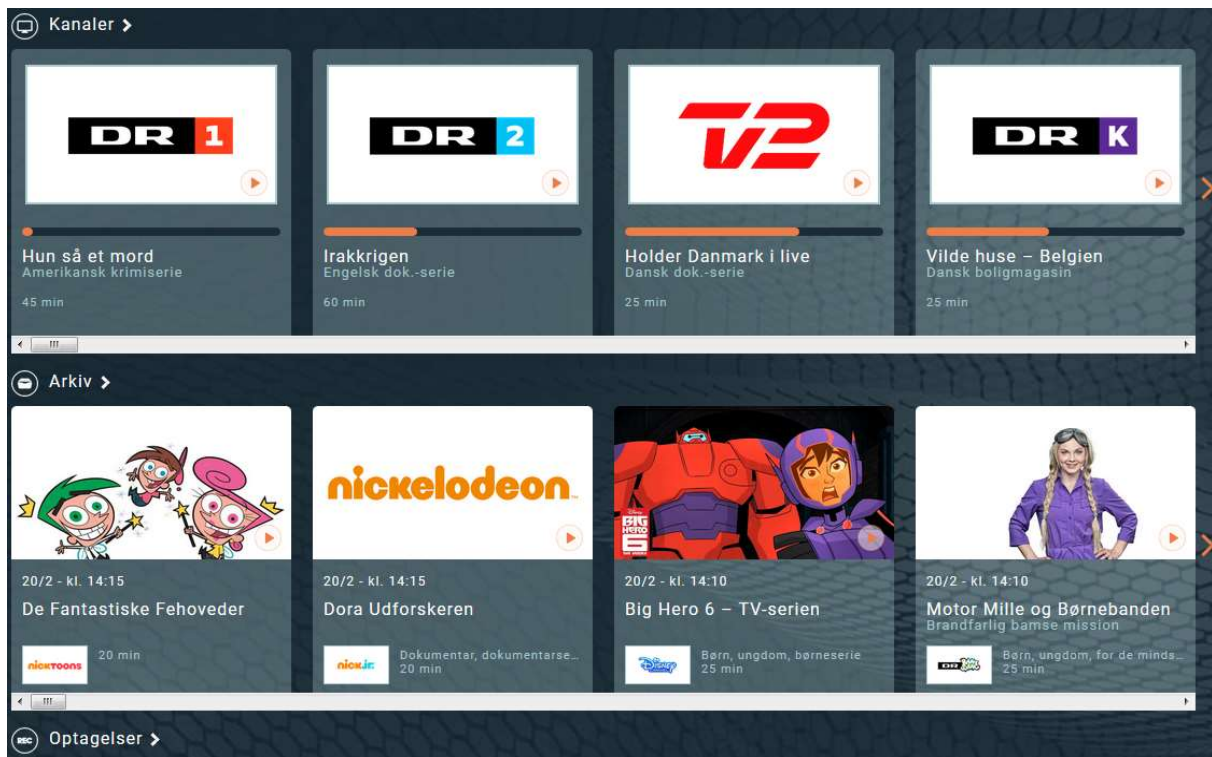 Kanaler
DR 1
DR 2
TV2
DR K
Hun så et mord
Amerikansk krimiserie
45 min
Irakkrigen
Engelsk dok.-serie
60 min
Holder Danmark i live
Dansk dok.-serie
25 min
Vilde huse – Belgien
Dansk boligmagasin
25 min
Arkiv
nickelodeon
Disney
BIG
HERO
6
20/2 - kl. 14:15
De Fantastiske Fehoveder
nicktoons
20 min
20/2 - kl. 14:15
Dora Udforskeren
nick jr.
Dokumentar, dokumentarse...
20 min
20/2 - kl. 14:10
Big Hero 6 – TV-serien
Disney
Børn, ungdom, børneserie
25 min
20/2 - kl. 14:10
Motor Mille og Børnebanden
Brandfarlig bamse mission
DR
Børn, ungdom, for de minds...
25 min
REC
Optagelser